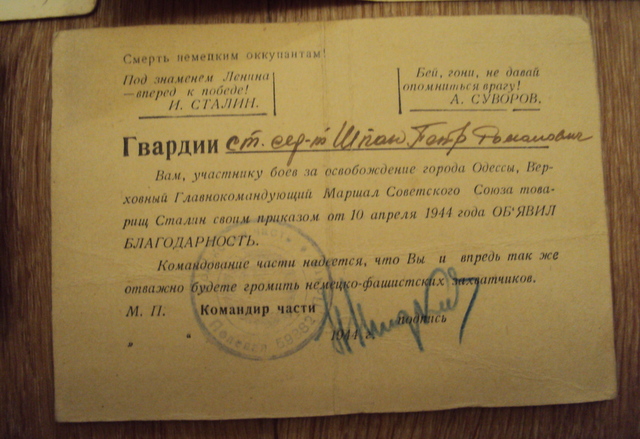 Смерть немецким оккупантам!
Под знаменем Ленина
—вперед к победе!
И. СТАЛИН.
Бей, гони, не давай
опомниться врагу!
А. СУВОРОВ.
Гвардии ст. сер-т Шпак Петр Романович
Вам, участнику боев за освобождение города Одессы, Вер-
ховный Главнокомандующий Маршал Советского Союза това-
рищ Сталин своим приказом от 10 апреля 1944 года ОБ'ЯВИЛ
БЛАГОДАРНОСТЬ.
Командование части надеется, что Вы и впредь так же
отважно будете громить немецко-фашистских захватчиков.
М. П. Командир части
подпись
„ “ 1944 г.